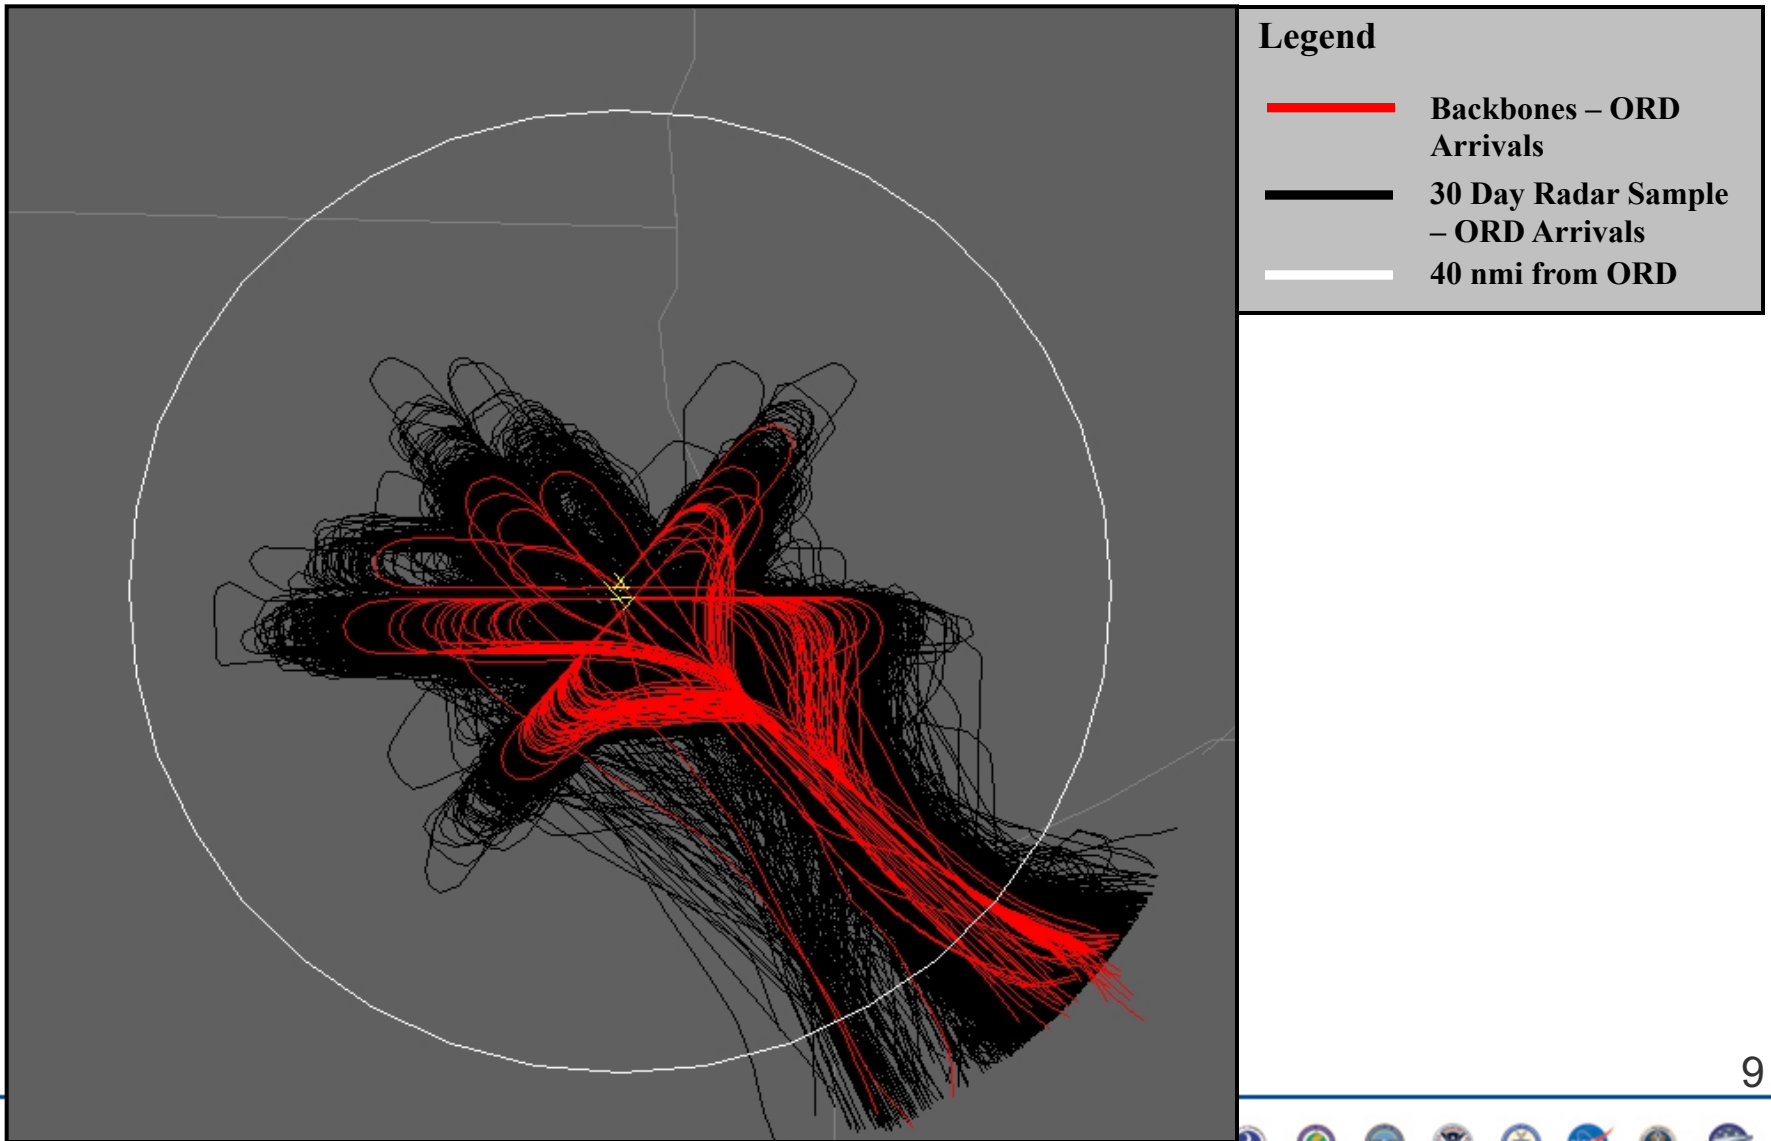 Legend
Backbones – ORD
Arrivals
30 Day Radar Sample
– ORD Arrivals
40 nmi from ORD
9